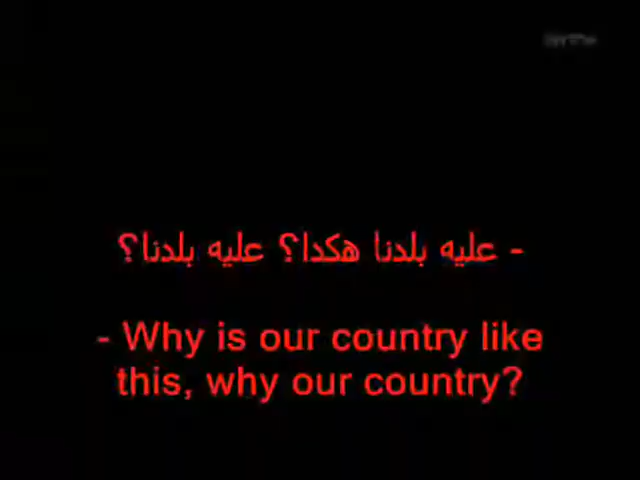 - عليه بلدنا هكدا؟ عليه بلدنا؟
- Why is our country like
this, why our country?